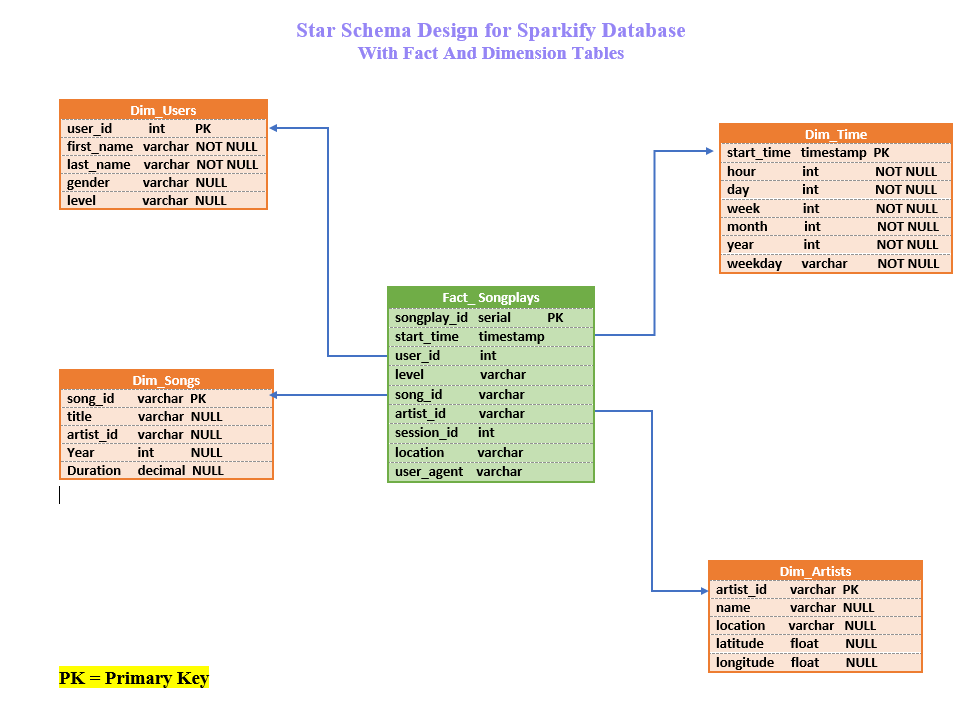 Star Schema Design for Sparkify Database
With Fact And Dimension Tables
Dim_Users
user_id int PK
first_name varchar NOT NULL
last_name varchar NOT NULL
gender varchar NULL
level varchar NULL
Dim_Time
start_time timestamp PK
hour int NOT NULL
day int NOT NULL
week int NOT NULL
month int NOT NULL
year int NOT NULL
weekday varchar NOT NULL
Fact_ Songplays
songplay_id serial PK
start_time timestamp
user_id int
level varchar
song_id varchar
artist_id varchar
session_id int
location varchar
user_agent varchar
Dim_Songs
song_id varchar PK
title varchar NULL
artist_id varchar NULL
Year int NULL
Duration decimal NULL
Dim_Artists
artist_id varchar PK
name varchar NULL
location varchar NULL
latitude float NULL
longitude float NULL
PK = Primary Key